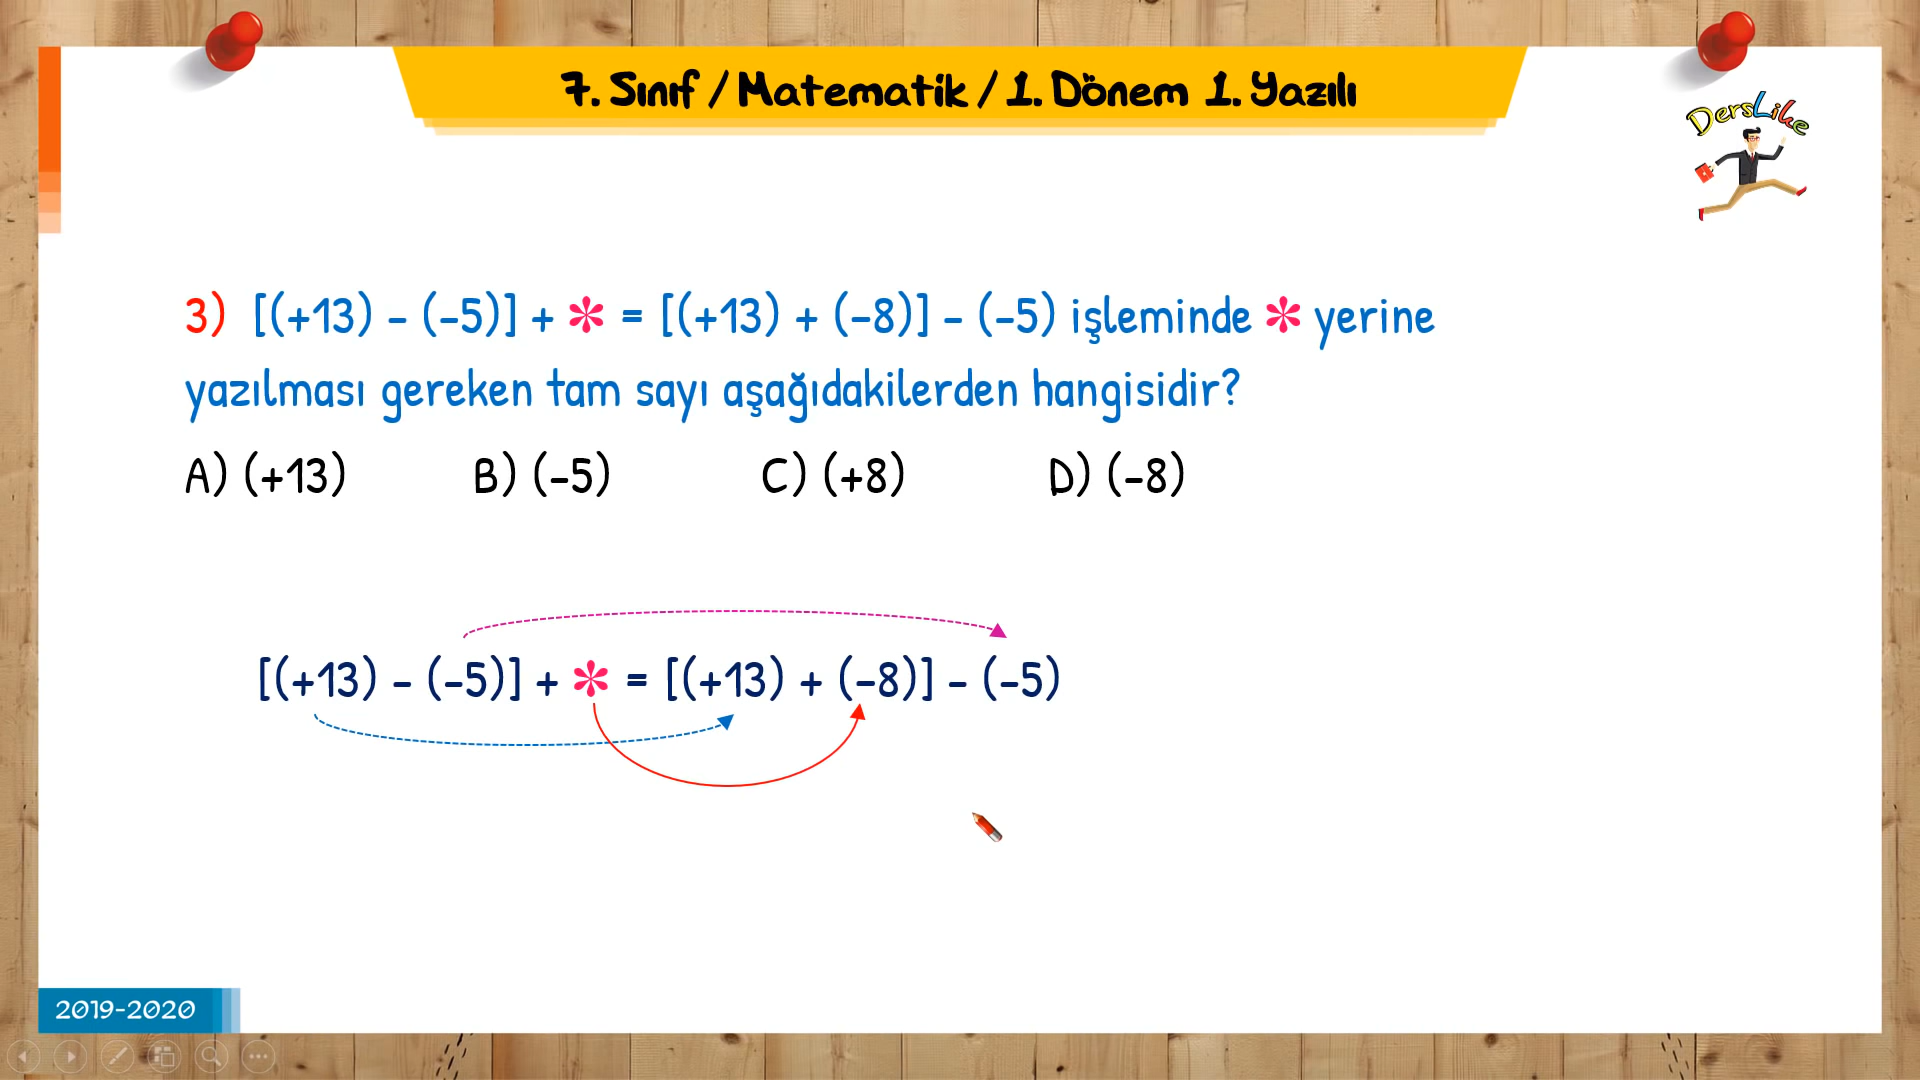 7. Sınıf / Matematik / 1. Dönem 1. Yazılı
DersLike
3) [(+13) – (–5)] + * = [(+13) + (–8)] – (–5) işleminde * yerine
yazılması gereken tam sayı aşağıdakilerden hangisidir?
A) (+13) B) (–5) C) (+8) D) (–8)
[(+13) – (–5)] + * = [(+13) + (–8)] – (–5)
2019-2020